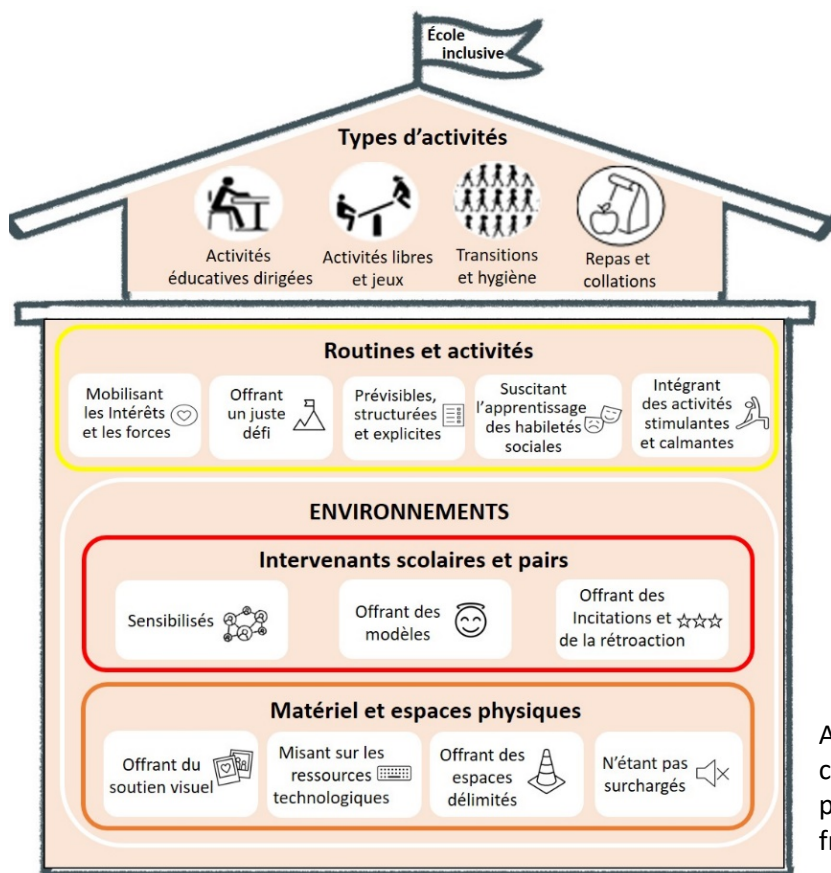 École
inclusive
Types d’activités
Activités
éducatives dirigées
Activités libres
et jeux
Transitions
et hygiène
Repas et
collations
Routines et activités
Mobilisant
les Intérêts
et les forces
Offrant
un juste
défi
Prévisibles,
structurées
et explicites
Suscitant
l’apprentissage
des habiletés
sociales
Intégrant
des activités
stimulantes
et calmantes
ENVIRONNEMENTS
Intervenants scolaires et pairs
Sensibilisés
Offrant des
modèles
Offrant des
Incitations et
de la rétroaction
Matériel et espaces physiques
Offrant du
soutien visuel
Misant sur les
ressources
technologiques
Offrant des
espaces
délimités
N’étant pas
surchargés